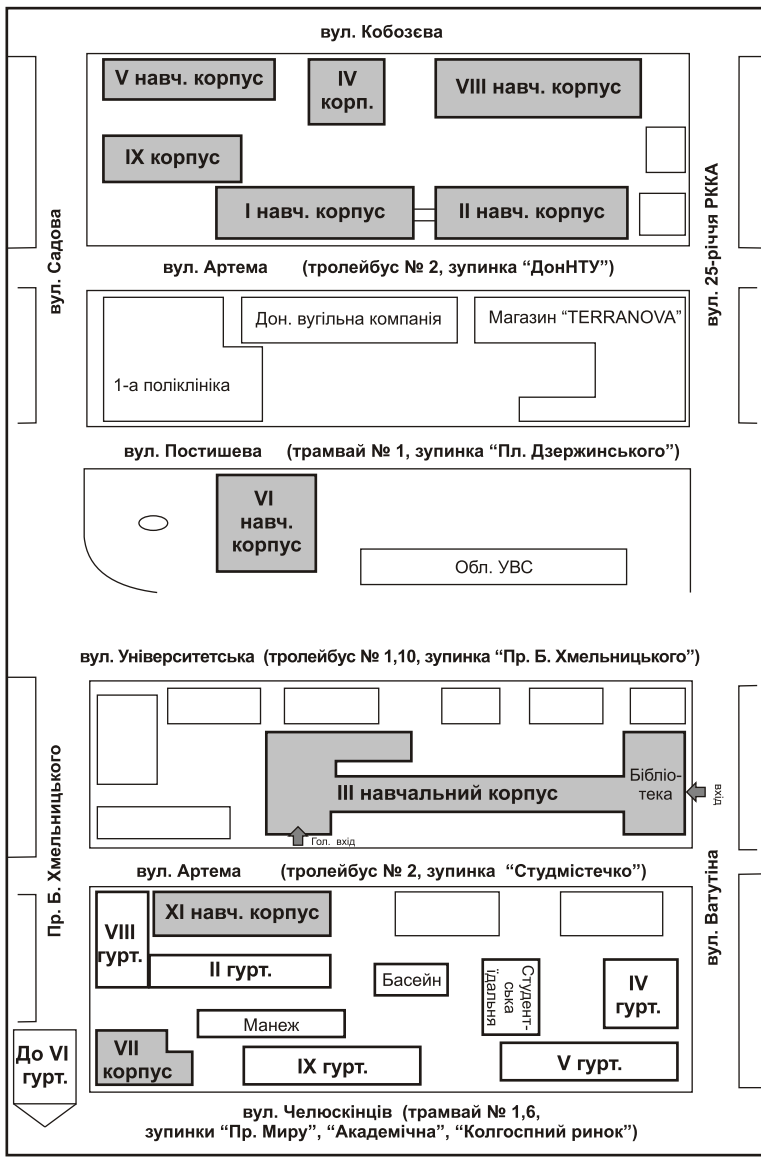 вул. Кобозєва
V навч. корпус
IV
корп.
VIII навч. корпус
IX корпус
I навч. корпус
II навч. корпус
вул. Садова
вул. 25-річчя РККА
вул. Артема (тролейбус № 2, зупинка “ДонНТУ”)
Дон. вугільна компанія
Магазин “TERRANOVA”
1-а поліклініка
вул. Постишева (трамвай № 1, зупинка “Пл. Дзержинського”)
VI
навч.
корпус
Обл. УВС
вул. Університетська (тролейбус № 1,10, зупинка “Пр. Б. Хмельницького”)
Пр. Б. Хмельницького
III навчальний корпус
Бібліо-
тека
вхід
Гол. вхід
вул. Артема (тролейбус № 2, зупинка “Студмістечко)
вул. Ватутіна
VIII
гурт.
XI навч. корпус
II гурт.
Басейн
Студент-
ська
їдальня
IV
гурт.
Манеж
До VI
гурт.
VII
корпус
IX гурт.
V гурт.
вул. Челюскінців (трамвай № 1,6,
зупинки “Пр. Миру”, “Академічна”, “Колгоспний ринок”)